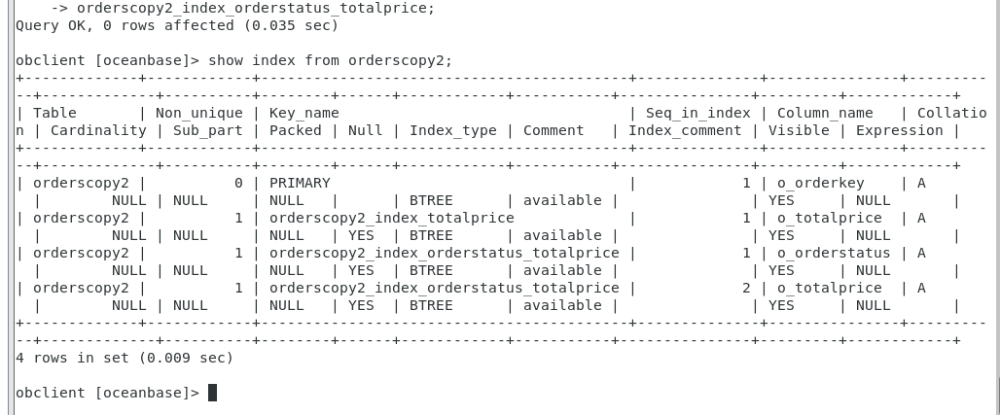 -> orderscopy2_index_orderstatus_totalprice;
Query OK, 0 rows affected (0.035 sec)
obclient [oceanbase]> show index from orderscopy2;
+-------------+------------+------------------------------------------+--------------+---------------+---------
--+-------------+----------+--------+------+------------+-----------+---------------+---------+------------+
| Table       | Non_unique | Key_name                                 | Seq_in_index | Column_name   | Collatio
n | Cardinality | Sub_part | Packed | Null | Index_type | Comment   | Index_comment | Visible | Expression |
+-------------+------------+------------------------------------------+--------------+---------------+---------
--+-------------+----------+--------+------+------------+-----------+---------------+---------+------------+
| orderscopy2 |          0 | PRIMARY                                  |            1 | o_orderkey    | A
  |        NULL | NULL     | NULL   |      | BTREE      | available |               | YES     | NULL       |
| orderscopy2 |          1 | orderscopy2_index_totalprice             |            1 | o_totalprice  | A
  |        NULL | NULL     | NULL   | YES  | BTREE      | available |               | YES     | NULL       |
| orderscopy2 |          1 | orderscopy2_index_orderstatus_totalprice |            1 | o_orderstatus | A
  |        NULL | NULL     | NULL   | YES  | BTREE      | available |               | YES     | NULL       |
| orderscopy2 |          1 | orderscopy2_index_orderstatus_totalprice |            2 | o_totalprice  | A
  |        NULL | NULL     | NULL   | YES  | BTREE      | available |               | YES     | NULL       |
+-------------+------------+------------------------------------------+--------------+---------------+---------
--+-------------+----------+--------+------+------------+-----------+---------------+---------+------------+
4 rows in set (0.009 sec)
obclient [oceanbase]>